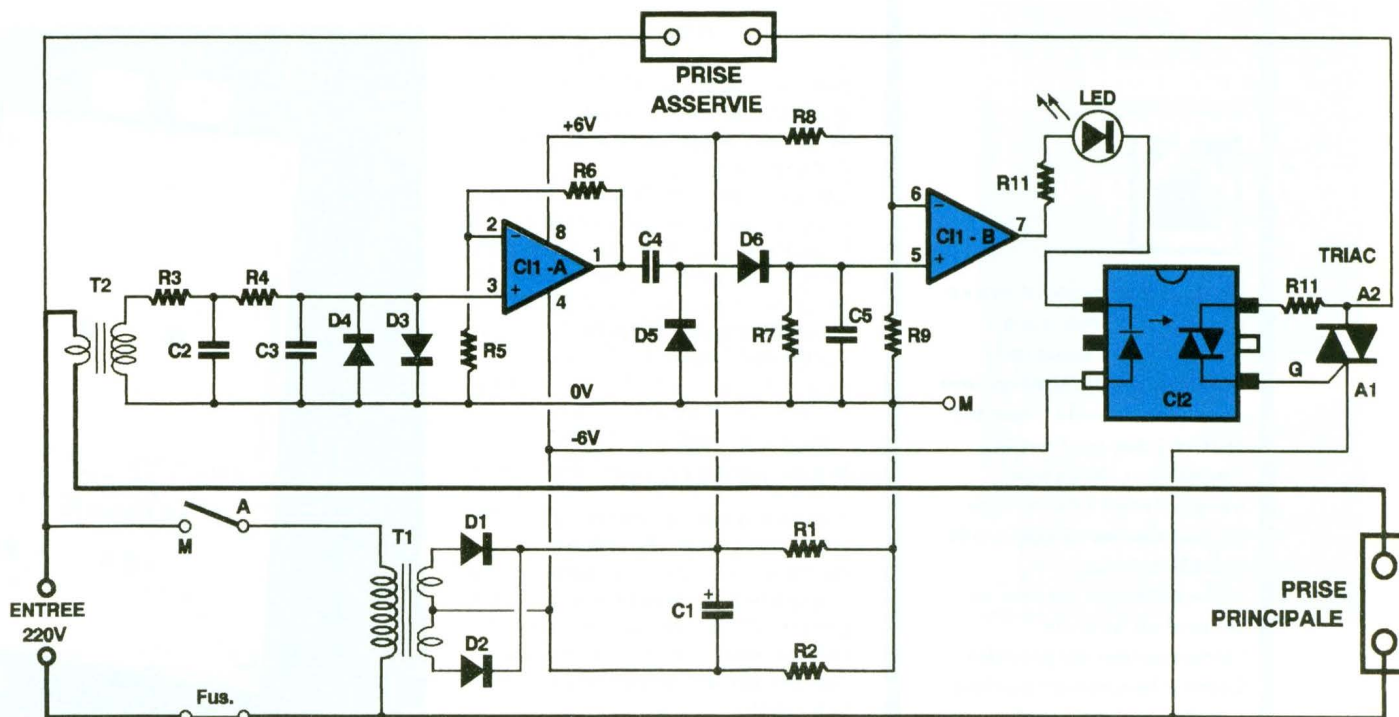 PRISE
ASSERVIE
LED
+6V
R8
R6
R11
2
−
8
CI1 -A
1
3
+
4
C4
D6
6
−
CI1 - B
7
5
+
TRIAC
T2
R3
R4
C2
C3
D4
D3
R5
D5
R7
C5
R9
R11
A2
G
A1
CI2
0V
M
-6V
A
M
T1
D1
R1
+
C1
D2
R2
ENTREE
220V
Fus.
PRISE
PRINCIPALE